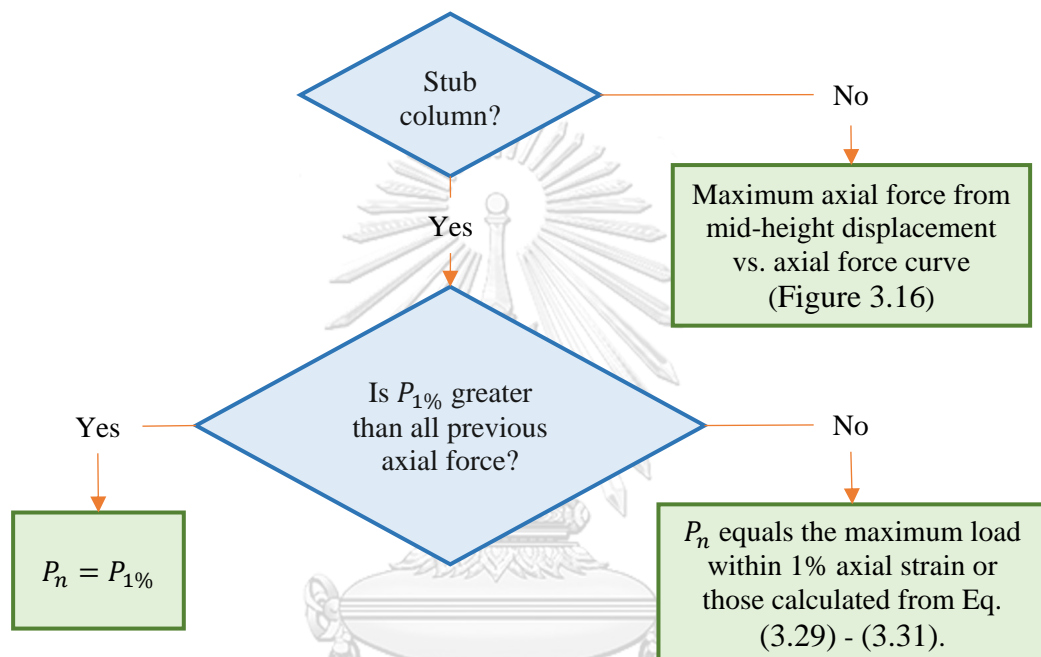 Stub
column?
No
Maximum axial force from
mid-height displacement
vs. axial force curve
(Figure 3.16)
Yes
Is P₁% greater
than all previous
axial force?
Yes
No
Pₙ = P₁%
Pₙ equals the maximum load
within 1% axial strain or
those calculated from Eq.
(3.29) - (3.31).